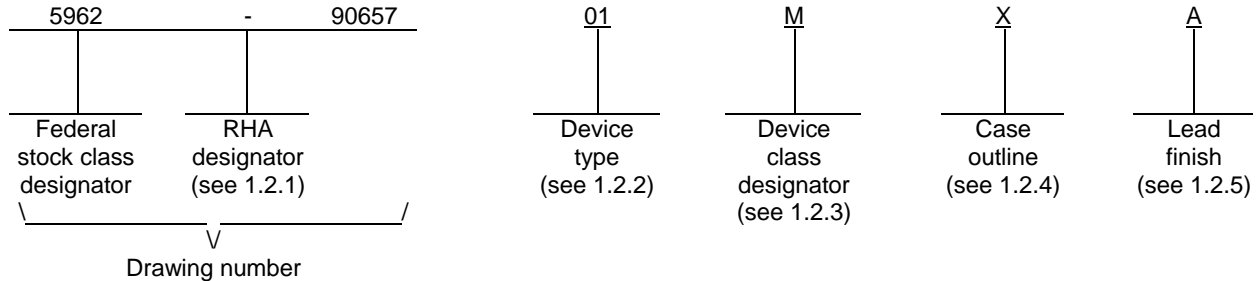 5962 - 90657 01 M X A
Federal stock class designator
RHA designator (see 1.2.1)
Device type (see 1.2.2)
Device class designator (see 1.2.3)
Case outline (see 1.2.4)
Lead finish (see 1.2.5)
Drawing number